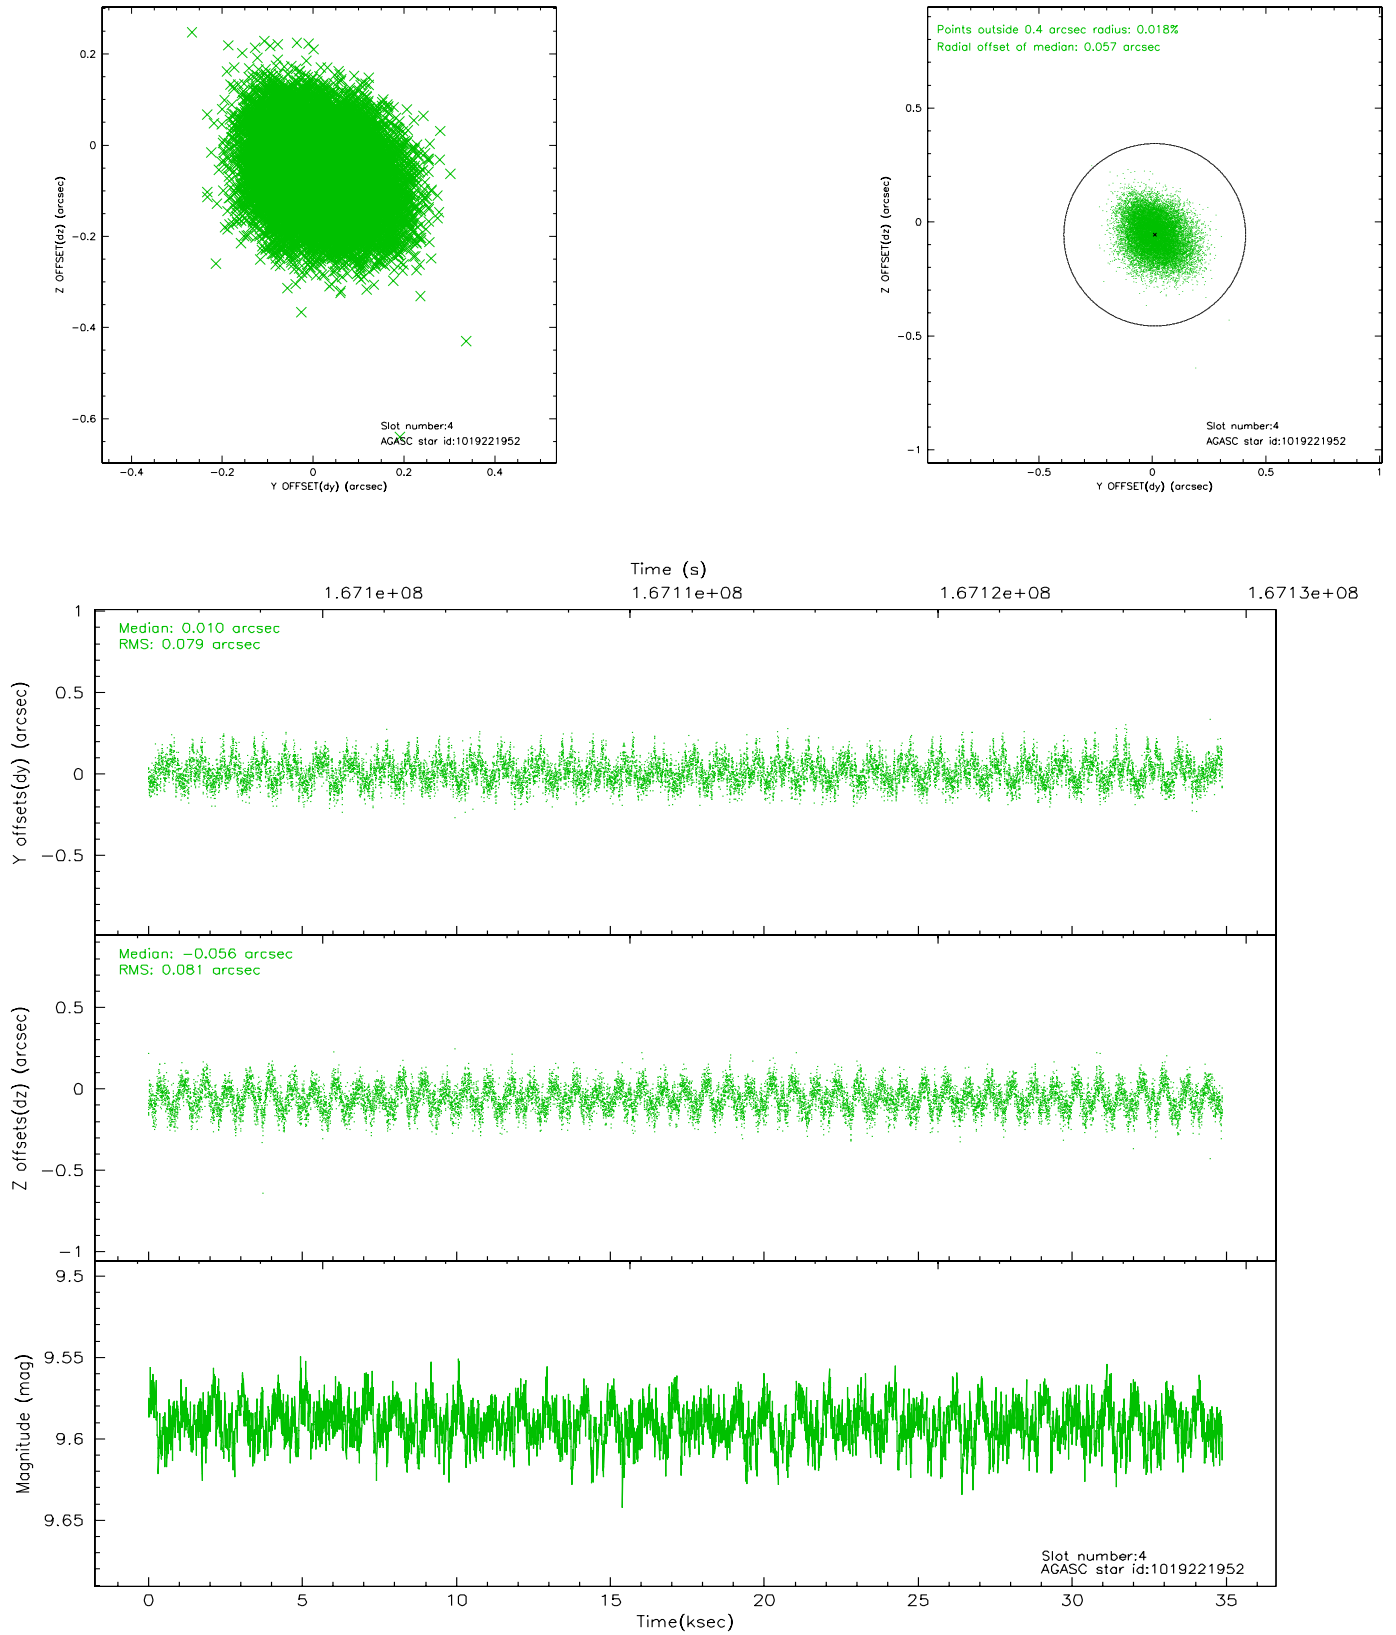 0.2
0
−0.2
−0.4
−0.6
Z OFFSET(dz) (arcsec)
Slot number:4
AGASC star id:1019221952
−0.4
−0.2
0
0.2
0.4
Y OFFSET(dy) (arcsec)
Points outside 0.4 arcsec radius: 0.018%
Radial offset of median: 0.057 arcsec
0.5
0
−0.5
−1
Z OFFSET(dz) (arcsec)
Slot number:4
AGASC star id:1019221952
−0.5
0
0.5
1
Y OFFSET(dy) (arcsec)
Time (s)
1.671e+08
1.6711e+08
1.6712e+08
1.6713e+08
Median: 0.010 arcsec
RMS: 0.079 arcsec
1
0.5
0
−0.5
Y offsets(dy) (arcsec)
Median: −0.056 arcsec
RMS: 0.081 arcsec
0.5
0
−0.5
−1
Z offsets(dz) (arcsec)
9.5
9.55
9.6
9.65
Magnitude (mag)
Slot number:4
AGASC star id:1019221952
0
5
10
15
20
25
30
35
Time(ksec)